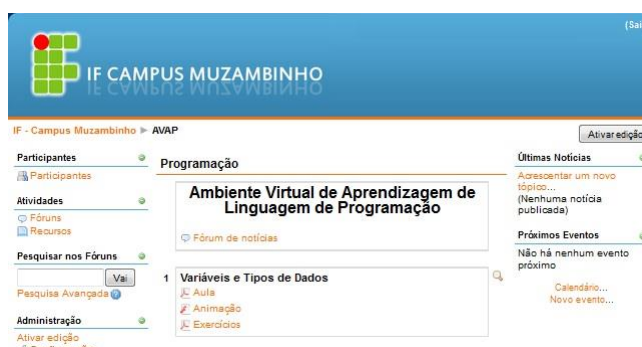 (Sai
IF CAMPUS MUZAMBINHO
IF - Campus Muzambinho ► AVAP
Ativar edição
Participantes
Participantes
Atividades
Fóruns
Recursos
Pesquisar nos Fóruns
Vai
Pesquisa Avançada
Administração
Ativar edição
Programação
Ambiente Virtual de Aprendizagem de
Linguagem de Programação
Fórum de notícias
1 Variáveis e Tipos de Dados
Aula
Animação
Exercícios
Últimas Notícias
Acrescentar um novo
tópico...
(Nenhuma notícia
publicada)
Próximos Eventos
Não há nenhum evento
próximo
Calendário...
Novo evento...